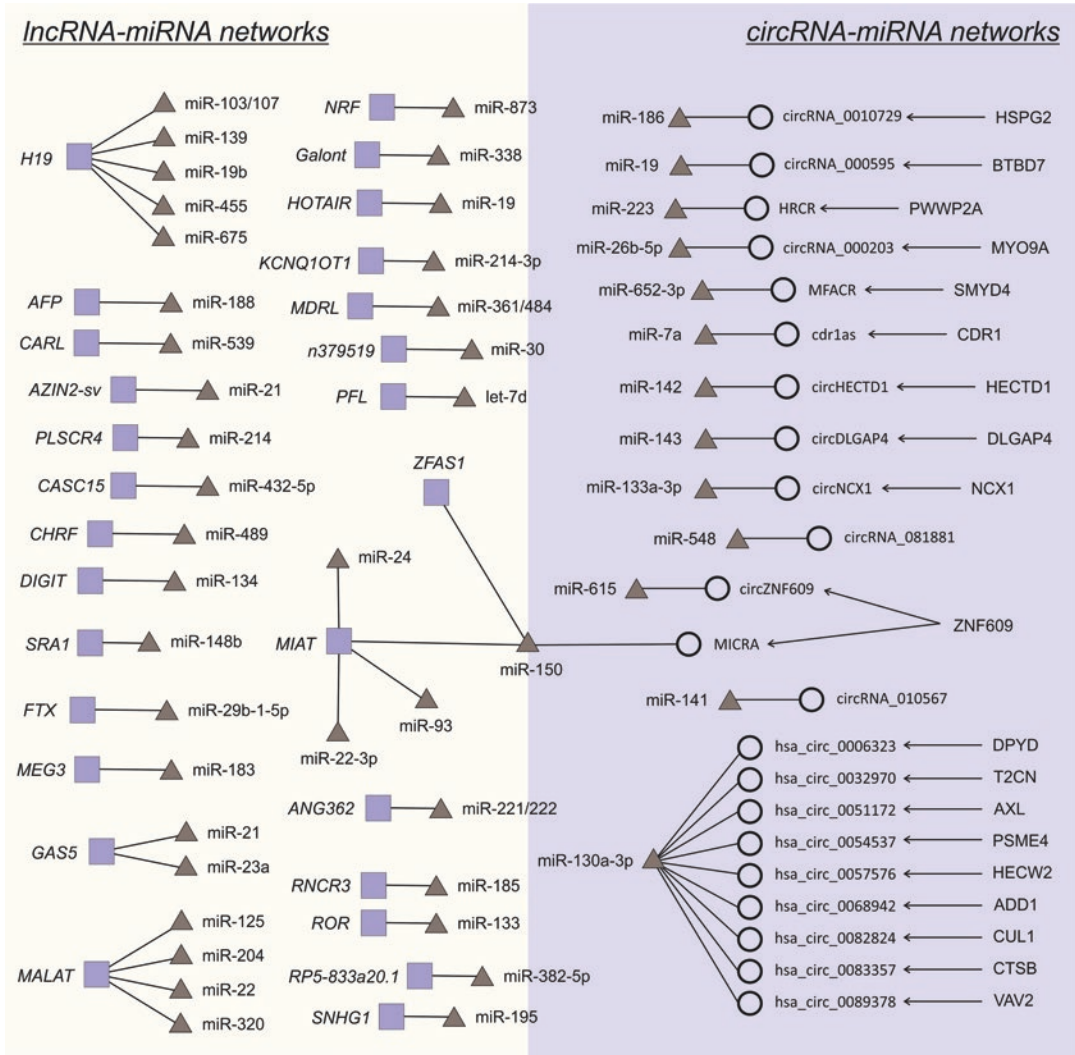 lncRNA-miRNA networks
H19
miR-103/107
miR-139
miR-19b
miR-455
miR-675
AFP
miR-188
CARL
miR-539
AZIN2-sv
miR-21
PLSCR4
miR-214
CASC15
miR-432-5p
CHRF
miR-489
DIGIT
miR-134
SRA1
miR-148b
FTX
miR-29b-1-5p
MEG3
miR-183
GAS5
miR-21
miR-23a
MALAT
miR-125
miR-204
miR-22
miR-320
NRF
miR-873
Galont
miR-338
HOTAIR
miR-19
KCNQ1OT1
miR-214-3p
MDRL
miR-361/484
n379519
miR-30
PFL
let-7d
ZFAS1
miR-24
MIAT
miR-150
miR-93
miR-22-3p
ANG362
miR-221/222
RNCR3
miR-185
ROR
miR-133
RP5-833a20.1
miR-382-5p
SNHG1
miR-195
circRNA-miRNA networks
miR-186
circRNA_0010729
HSPG2
miR-19
circRNA_000595
BTBD7
miR-223
HRCR
PWWP2A
miR-26b-5p
circRNA_000203
MYO9A
miR-652-3p
MFACR
SMYD4
miR-7a
cdr1as
CDR1
miR-142
circHECTD1
HECTD1
miR-143
circDLGAP4
DLGAP4
miR-133a-3p
circNCX1
NCX1
miR-548
circRNA_081881
miR-615
circZNF609
ZNF609
MICRA
miR-141
circRNA_010567
miR-130a-3p
hsa_circ_0006323
DPYD
hsa_circ_0032970
T2CN
hsa_circ_0051172
AXL
hsa_circ_0054537
PSME4
hsa_circ_0057576
HECW2
hsa_circ_0068942
ADD1
hsa_circ_0082824
CUL1
hsa_circ_0083357
CTSB
hsa_circ_0089378
VAV2